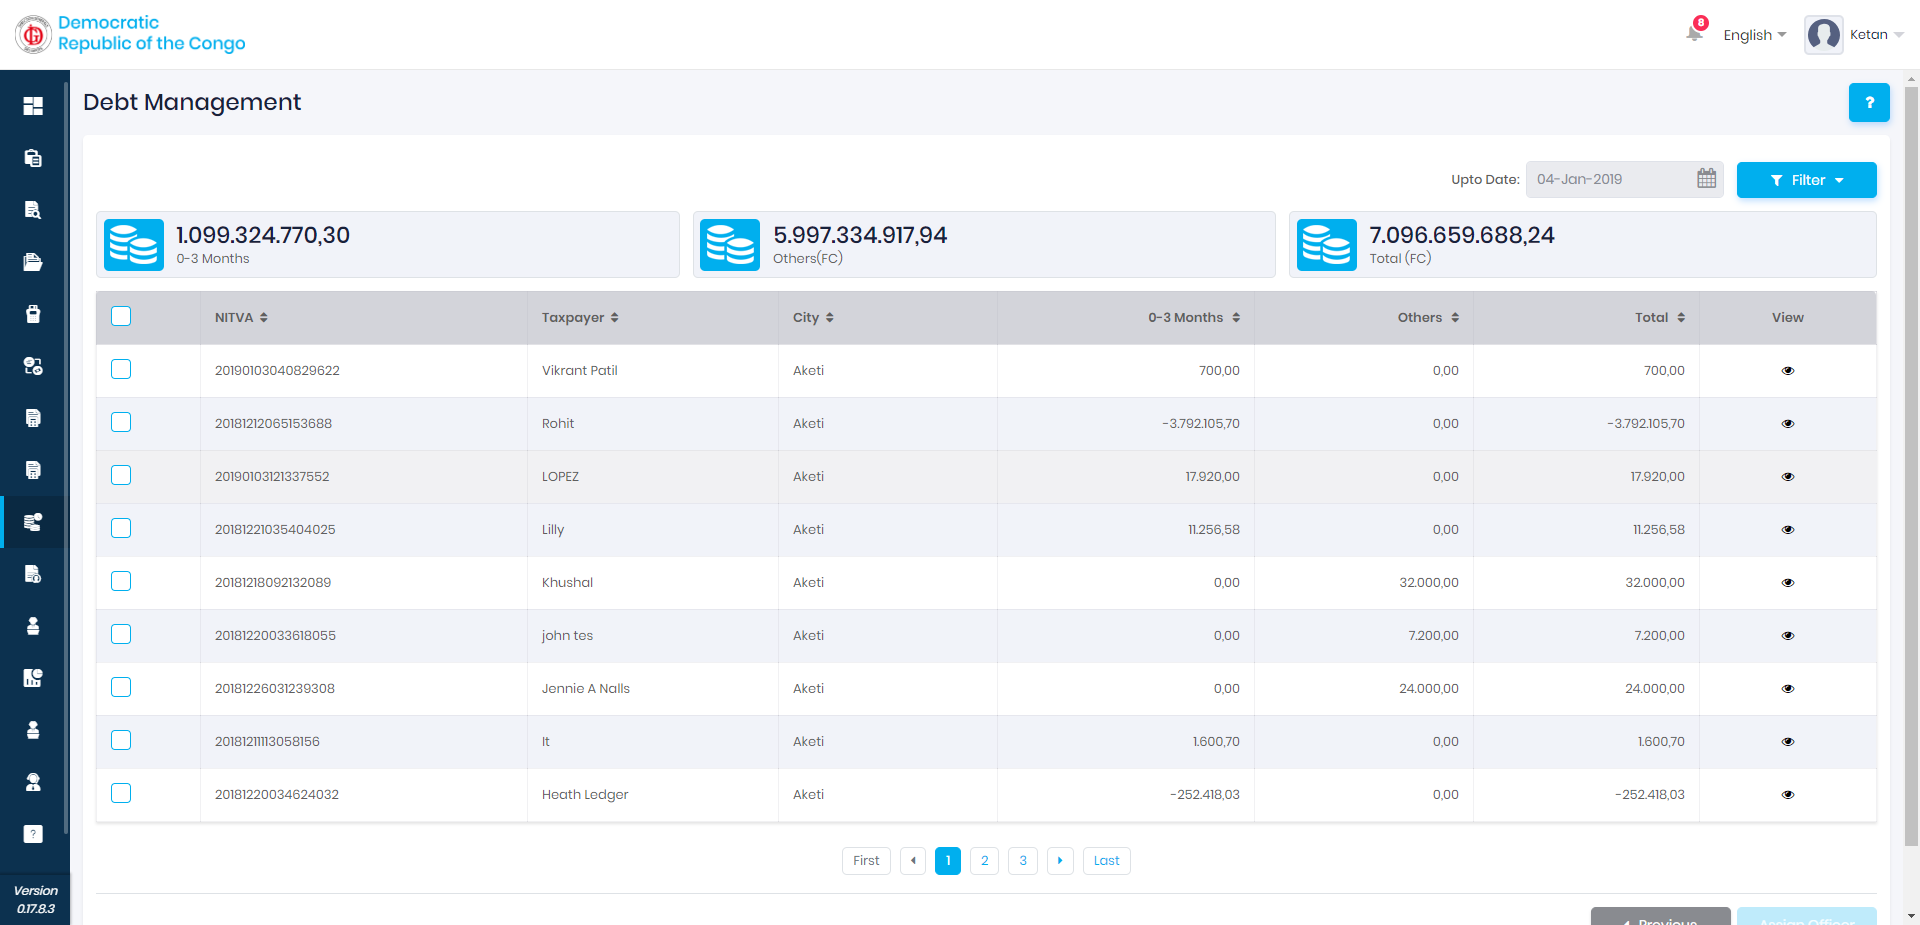 Democratic
Republic of the Congo
8
English
Ketan
Debt Management
?
Upto Date:
04-Jan-2019
Filter
1.099.324.770,30
0-3 Months
5.997.334.917,94
Others(FC)
7.096.659.688,24
Total (FC)
NITVA Taxpayer City 0-3 Months Others Total View
20190103040829622 Vikrant Patil Aketi 700,00 0,00 700,00
20181212065153688 Rohit Aketi -3.792.105,70 0,00 -3.792.105,70
20190103121337552 LOPEZ Aketi 17.920,00 0,00 17.920,00
20181221035404025 Lilly Aketi 11.256,58 0,00 11.256,58
20181218092132089 Khushal Aketi 0,00 32.000,00 32.000,00
20181220033618055 john tes Aketi 0,00 7.200,00 7.200,00
20181226031239308 Jennie A Nalls Aketi 0,00 24.000,00 24.000,00
20181211113058156 It Aketi 1.600,70 0,00 1.600,70
20181220034624032 Heath Ledger Aketi -252.418,03 0,00 -252.418,03
First 1 2 3 Last
?
Version
0.17.8.3
Previous
Assign Officer